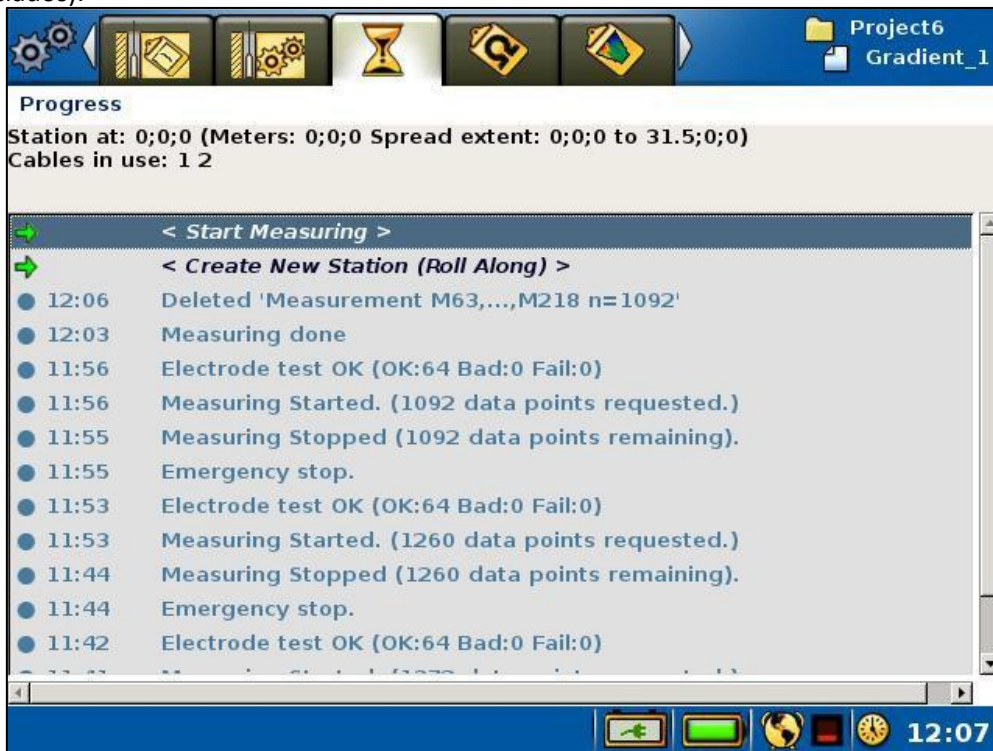 Project6
Gradient_1
Progress
Station at: 0;0;0 (Meters: 0;0;0 Spread extent: 0;0;0 to 31.5;0;0)
Cables in use: 1 2
< Start Measuring >
< Create New Station (Roll Along) >
12:06 Deleted 'Measurement M63,...,M218 n=1092'
12:03 Measuring done
11:56 Electrode test OK (OK:64 Bad:0 Fail:0)
11:56 Measuring Started. (1092 data points requested.)
11:55 Measuring Stopped (1092 data points remaining).
11:55 Emergency stop.
11:53 Electrode test OK (OK:64 Bad:0 Fail:0)
11:53 Measuring Started. (1260 data points requested.)
11:44 Measuring Stopped (1260 data points remaining).
11:44 Emergency stop.
11:42 Electrode test OK (OK:64 Bad:0 Fail:0)
12:07